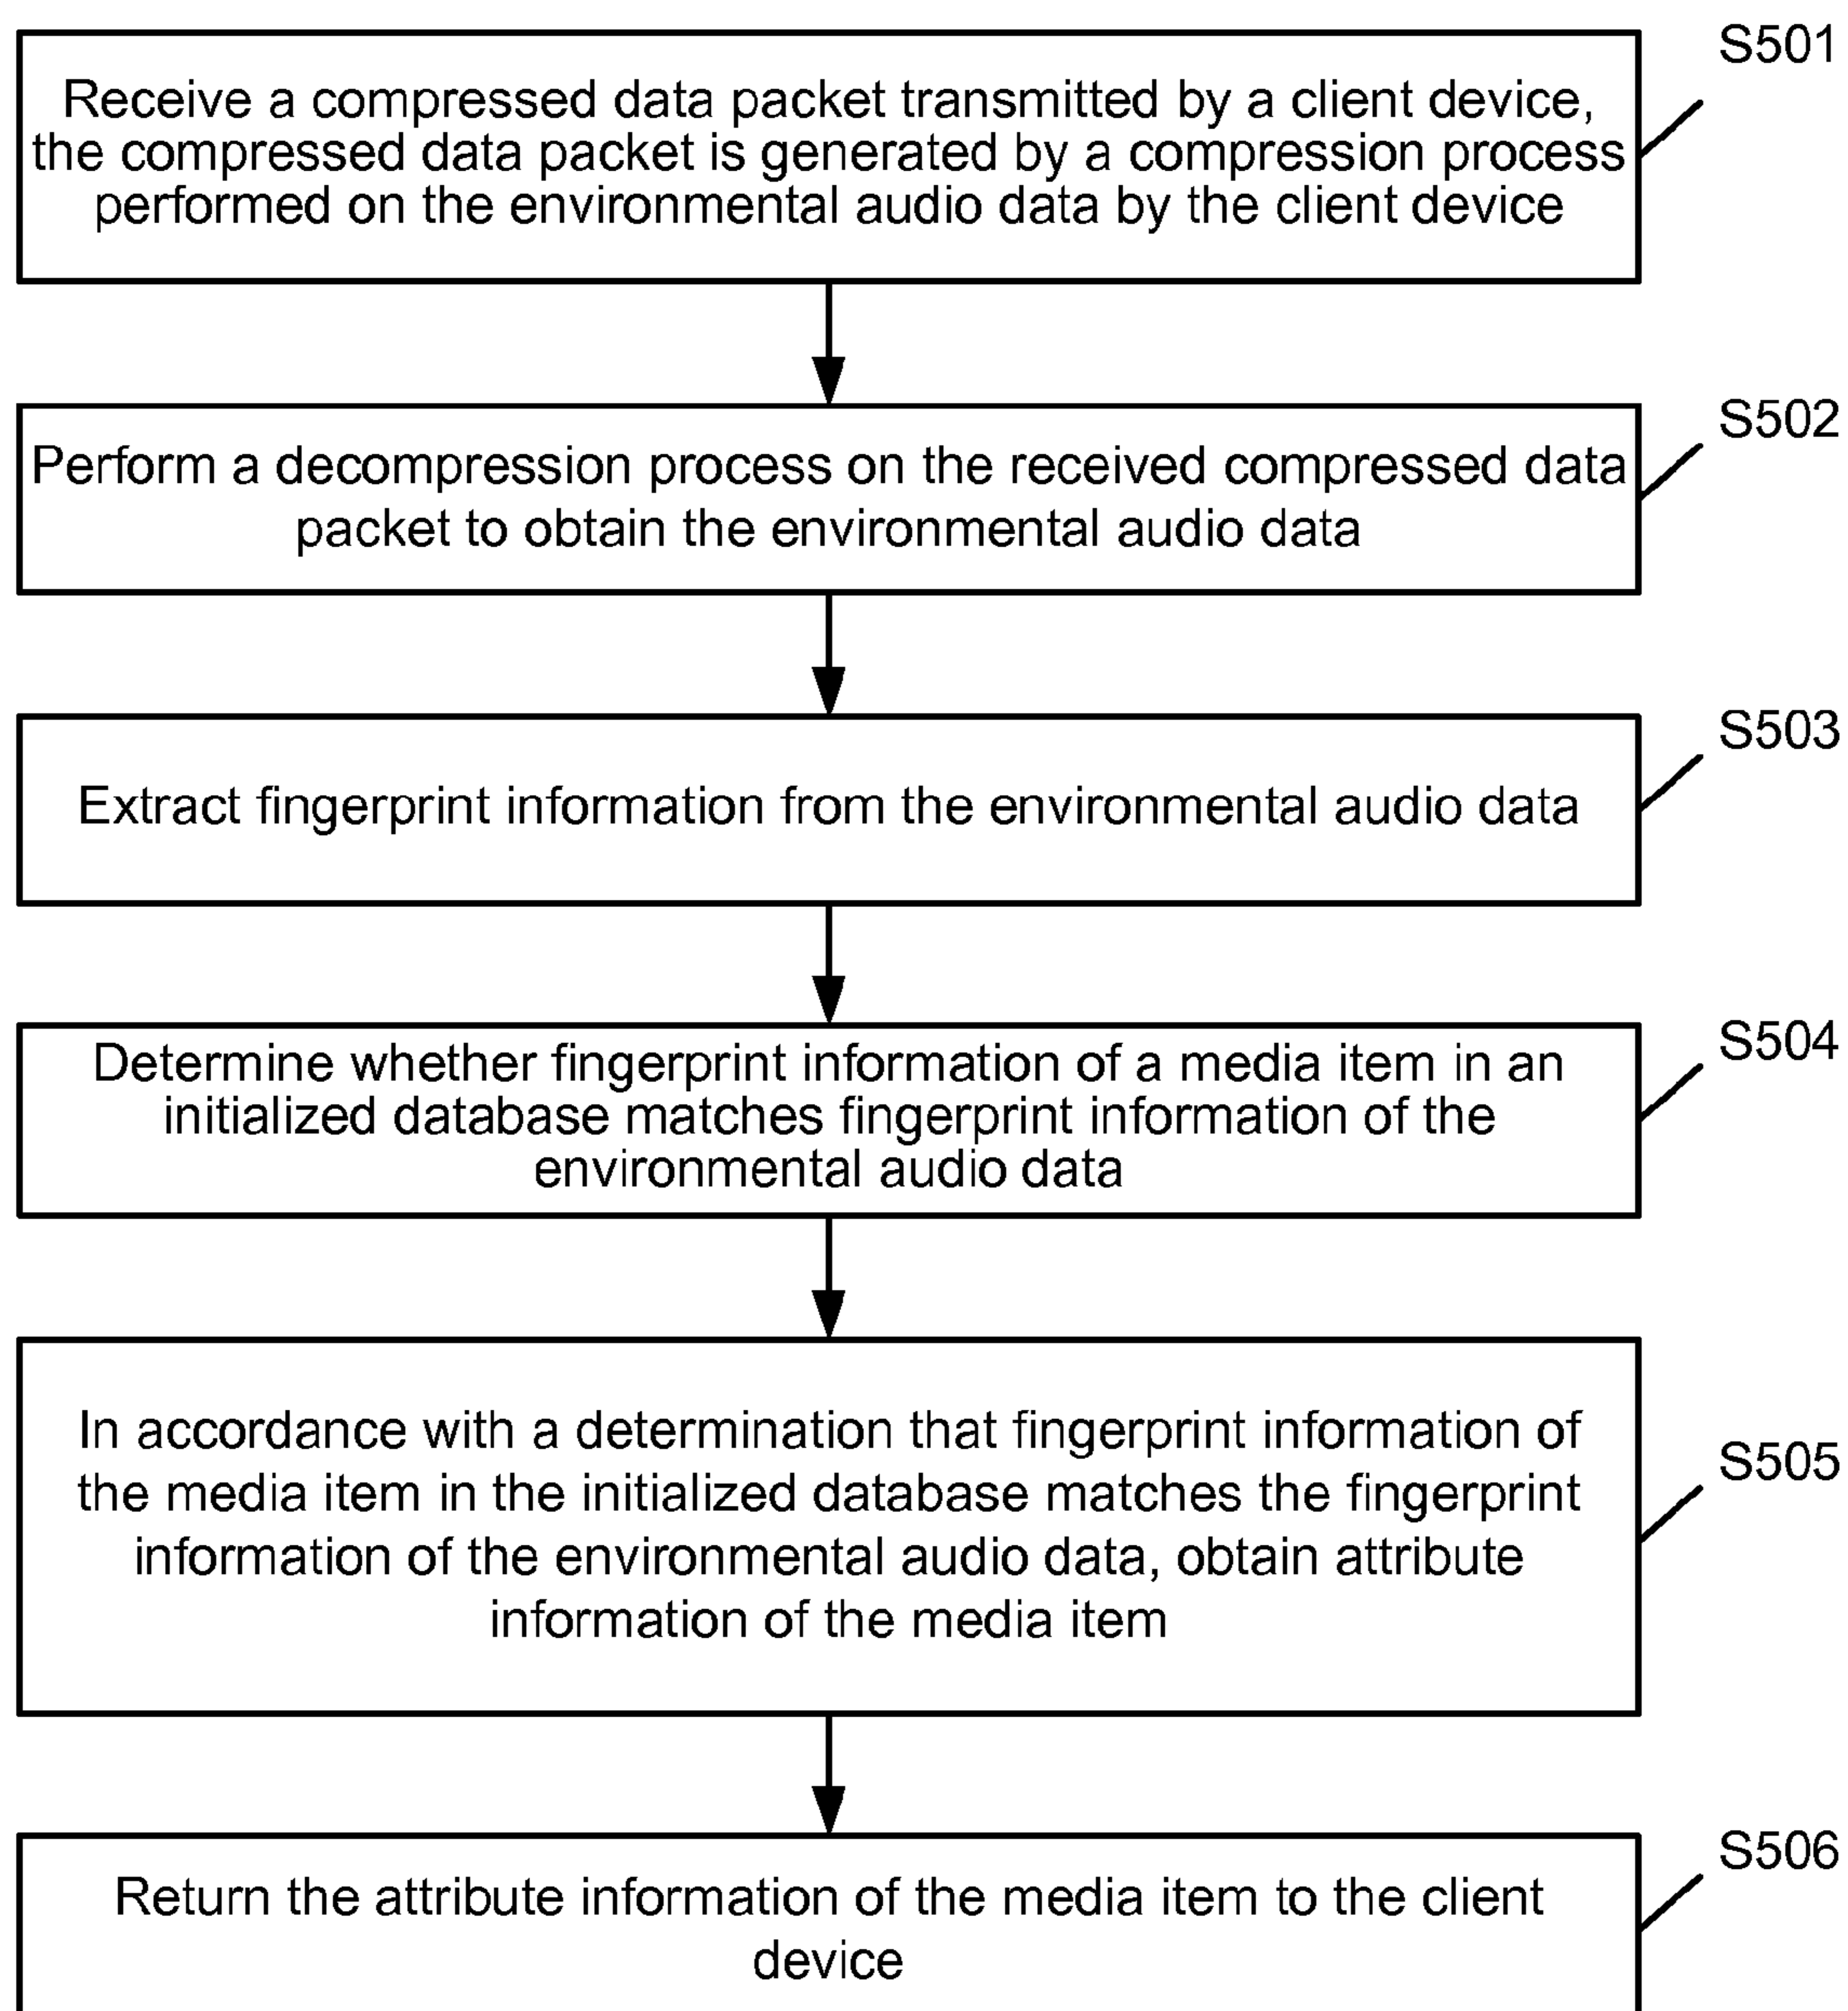 S501
Receive a compressed data packet transmitted by a client device,
the compressed data packet is generated by a compression process
performed on the environmental audio data by the client device
S502
Perform a decompression process on the received compressed data
packet to obtain the environmental audio data
S503
Extract fingerprint information from the environmental audio data
S504
Determine whether fingerprint information of a media item in an
initialized database matches fingerprint information of the
environmental audio data
In accordance with a determination that fingerprint information of
S505
the media item in the initialized database matches the fingerprint
information of the environmental audio data, obtain attribute
information of the media item
S506
Return the attribute information of the media item to the client
device